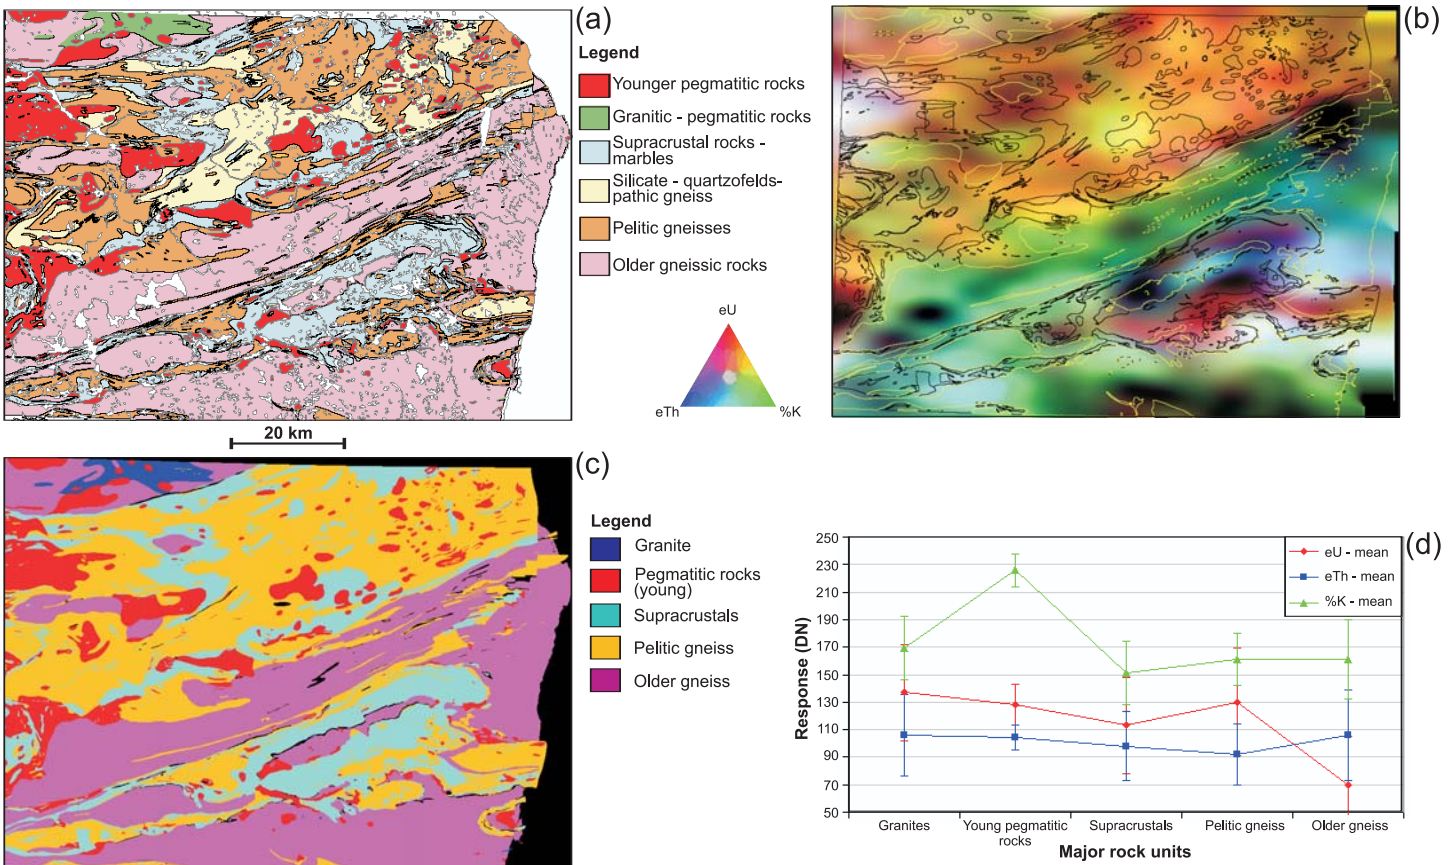 (a)
Legend
Younger pegmatitic rocks
Granitic - pegmatitic rocks
Supracrustal rocks -
marbles
Silicate - quartzofelds-
pathic gneiss
Pelitic gneisses
Older gneissic rocks
20 km
eU
eTh
%K
(b)
(c)
Legend
Granite
Pegmatitic rocks
(young)
Supracrustals
Pelitic gneiss
Older gneiss
(d)
eU - mean
eTh - mean
%K - mean
Response (DN)
250
230
210
190
170
150
130
110
90
70
50
Granites
Young pegmatitic
rocks
Supracrustals
Pelitic gneiss
Older gneiss
Major rock units